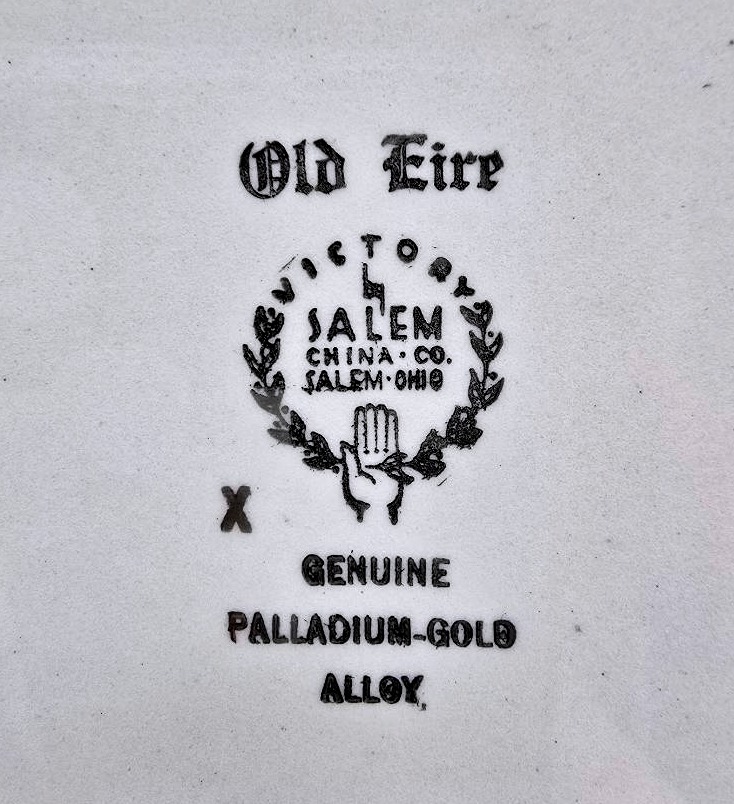 Old Eire
VICTORY
SALEM
CHINA · CO.
SALEM · OHIO
X
GENUINE
PALLADIUM-GOLD
ALLOY